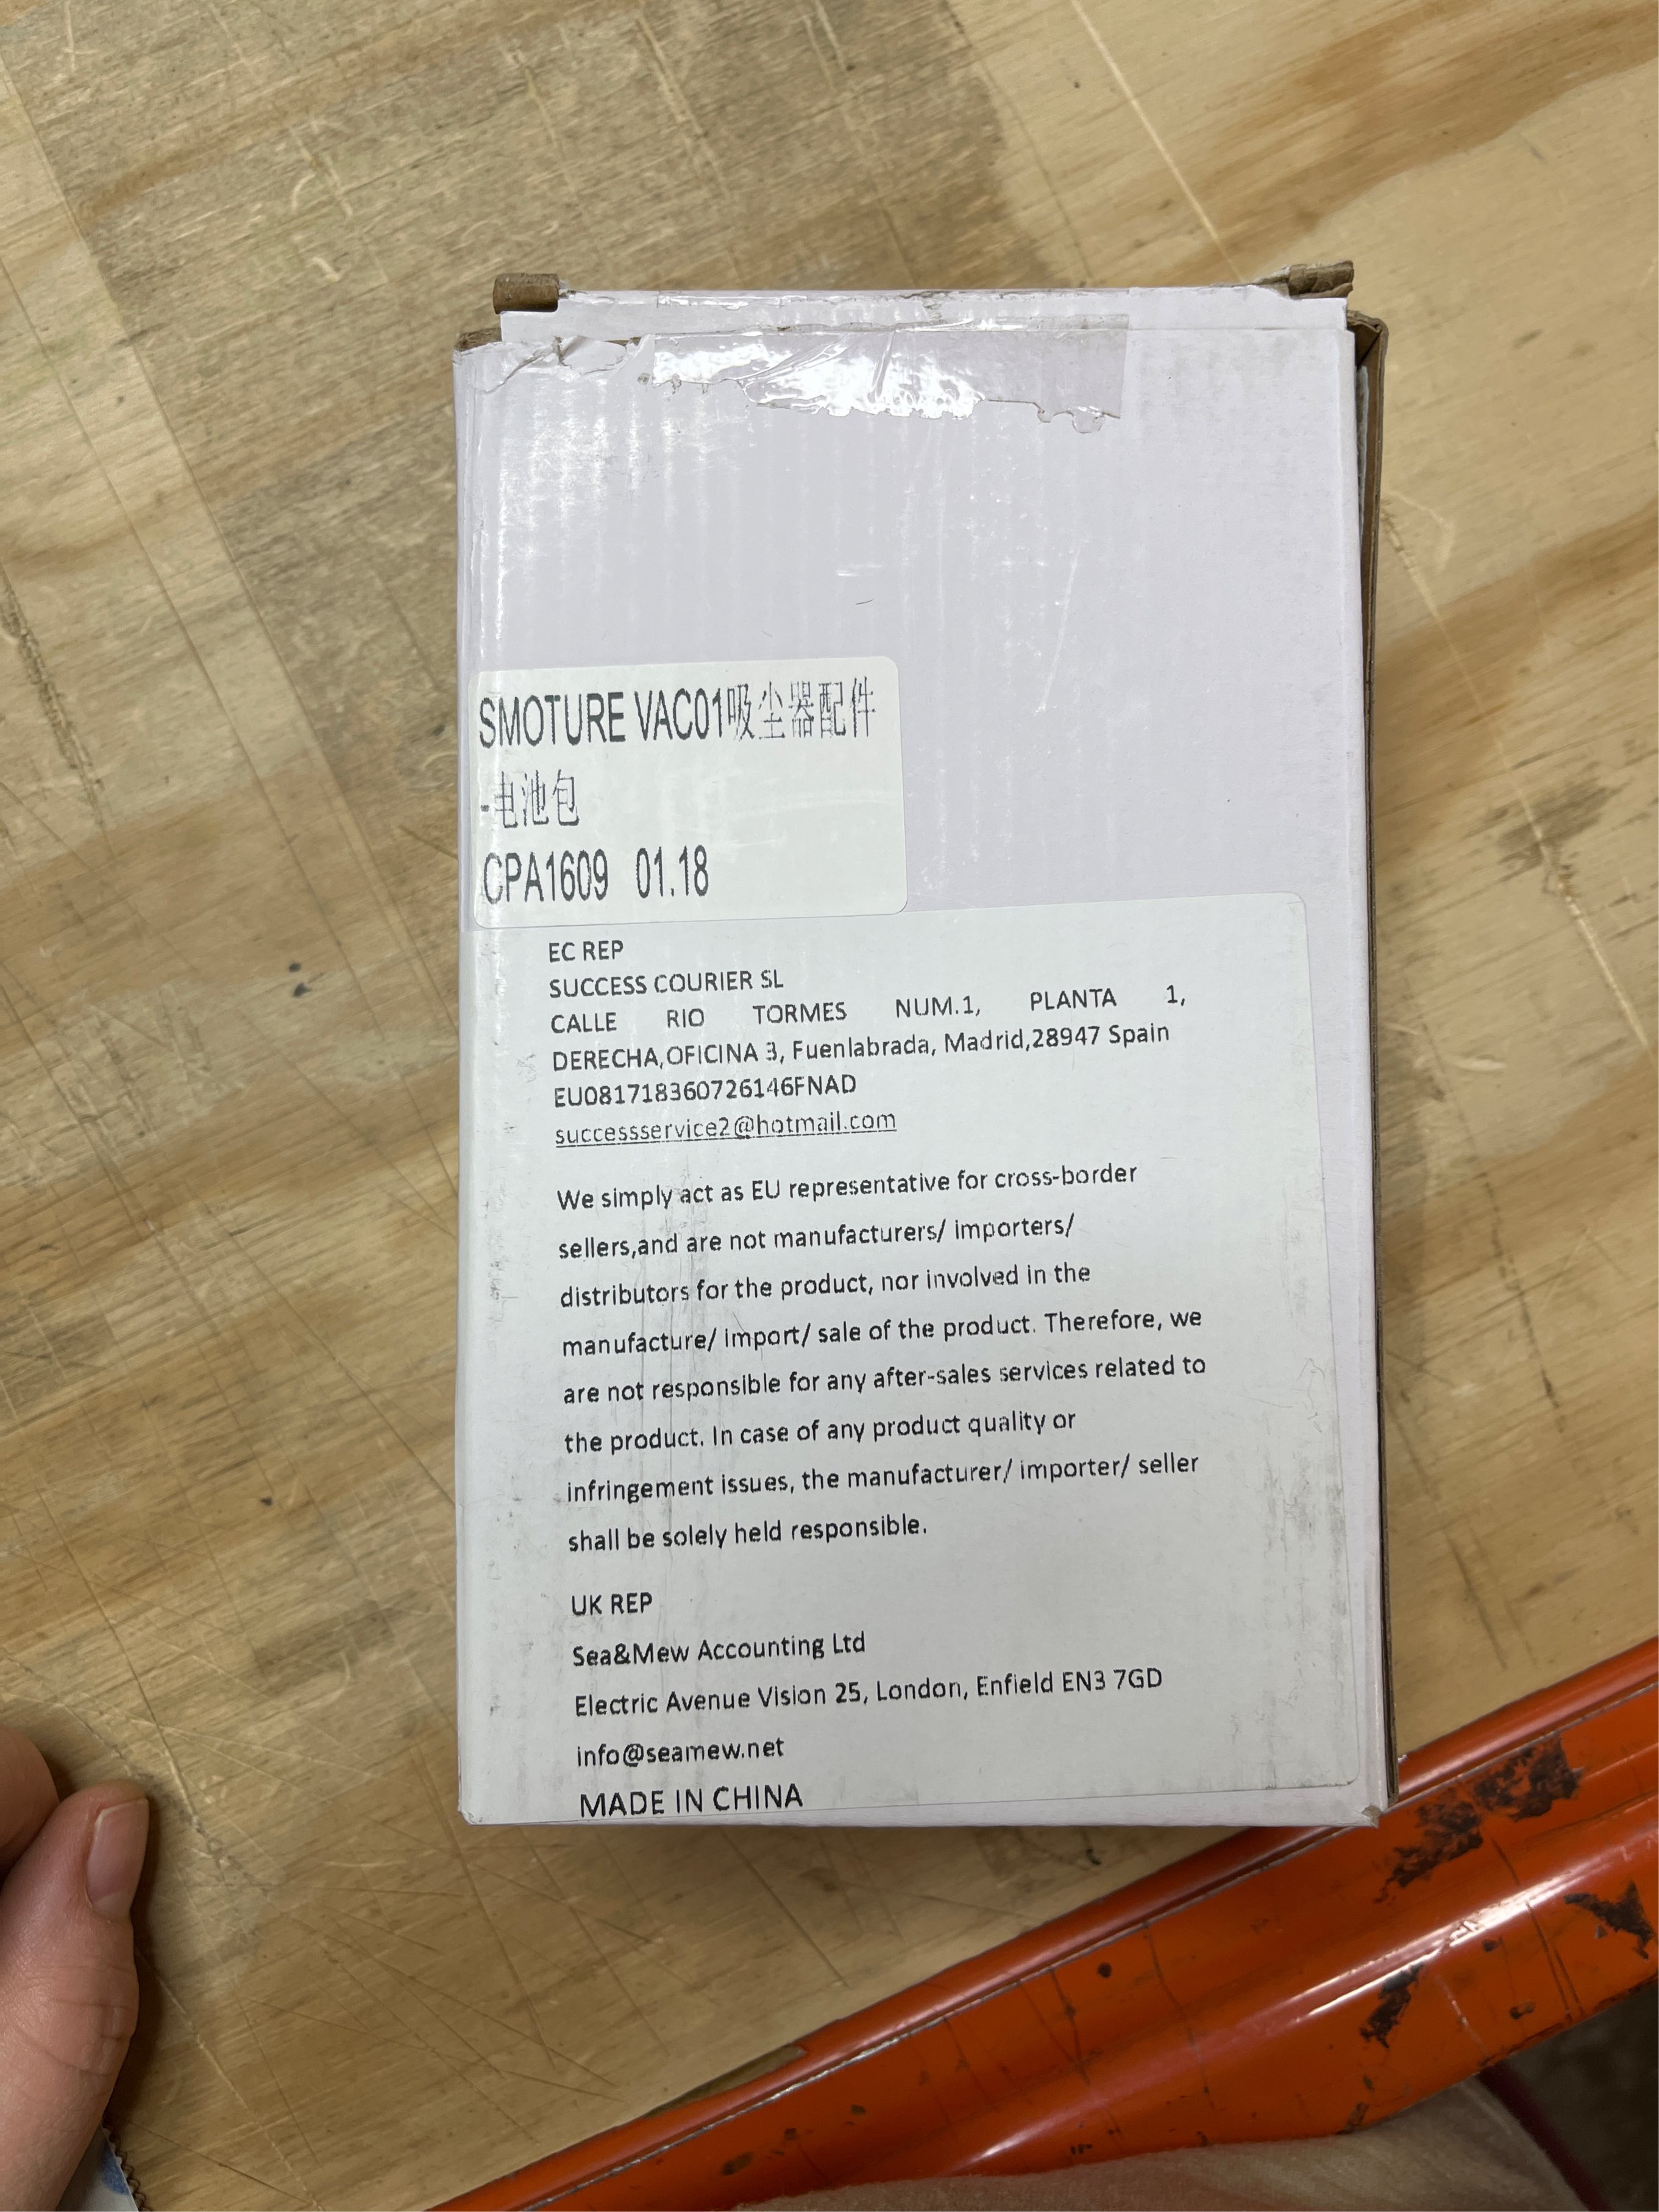 SMOTURE VAC01吸尘器配件
-电池包
CPA1609 01.18
EC REP
SUCCESS COURIER SL
CALLE RIO TORMES NUM.1, PLANTA 1,
DERECHA,OFICINA 3, Fuenlabrada, Madrid,28947 Spain
EU081718360726146FNAD
successservice2@hotmail.com
We simply act as EU representative for cross-border
sellers,and are not manufacturers/ importers/
distributors for the product, nor involved in the
manufacture/ import/ sale of the product. Therefore, we
are not responsible for any after-sales services related to
the product. In case of any product quality or
infringement issues, the manufacturer/ importer/ seller
shall be solely held responsible.
UK REP
Sea&Mew Accounting Ltd
Electric Avenue Vision 25, London, Enfield EN3 7GD
info@seamew.net
MADE IN CHINA